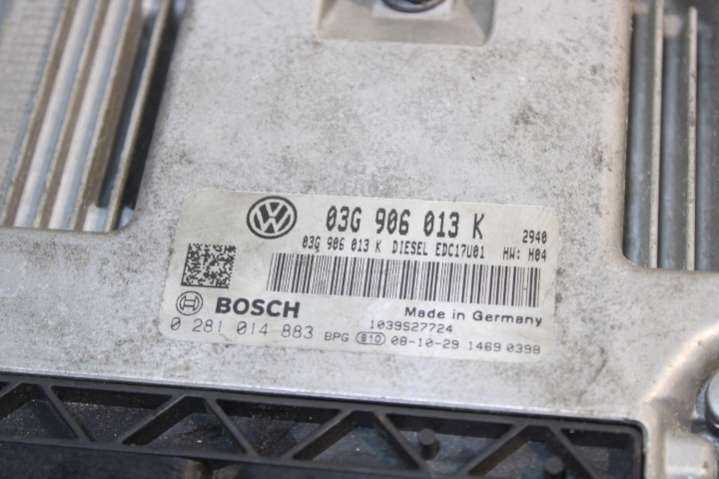 03G 906 013 K 2940
03G 906 013 K DIESEL EDC17U01 HW: H04
BOSCH Made in Germany
1039S27724
0 281 014 883 BPG 810 08-10-29 1469 0398